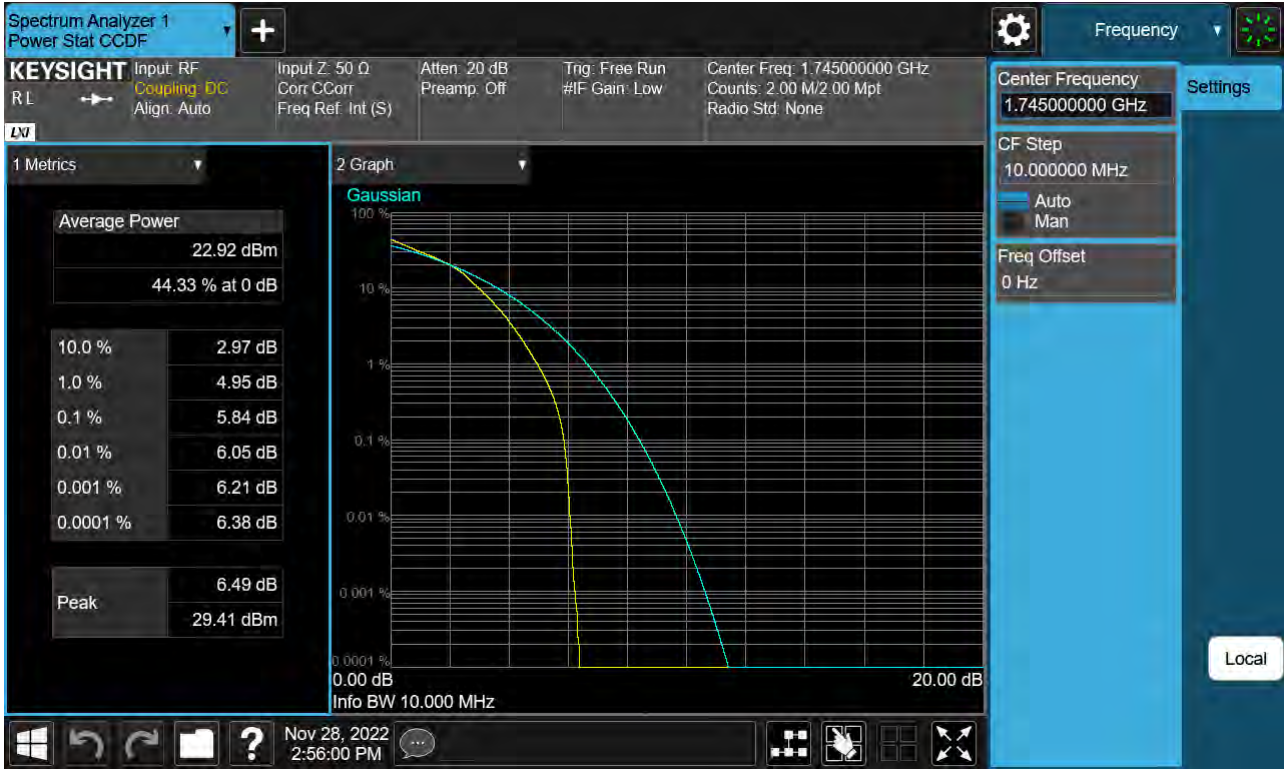 Spectrum Analyzer 1
Power Stat CCDF
Frequency
KEYSIGHT
R L
LXI
Input: RF
Coupling: DC
Align: Auto
Input Z: 50 Ω
Corr CCorr
Freq Ref: Int (S)
Atten: 20 dB
Preamp: Off
Trig: Free Run
#IF Gain: Low
Center Freq: 1.745000000 GHz
Counts: 2.00 M/2.00 Mpt
Radio Std: None
1 Metrics
Average Power
22.92 dBm
44.33 % at 0 dB
10.0 % 2.97 dB
1.0 % 4.95 dB
0.1 % 5.84 dB
0.01 % 6.05 dB
0.001 % 6.21 dB
0.0001 % 6.38 dB
Peak
6.49 dB
29.41 dBm
2 Graph
Gaussian
100 %
10 %
1 %
0.1 %
0.01 %
0.001 %
0.0001 %
0.00 dB 20.00 dB
Info BW 10.000 MHz
Center Frequency
1.745000000 GHz
CF Step
10.000000 MHz
Auto
Man
Freq Offset
0 Hz
Settings
Local
?
Nov 28, 2022
2:56:00 PM